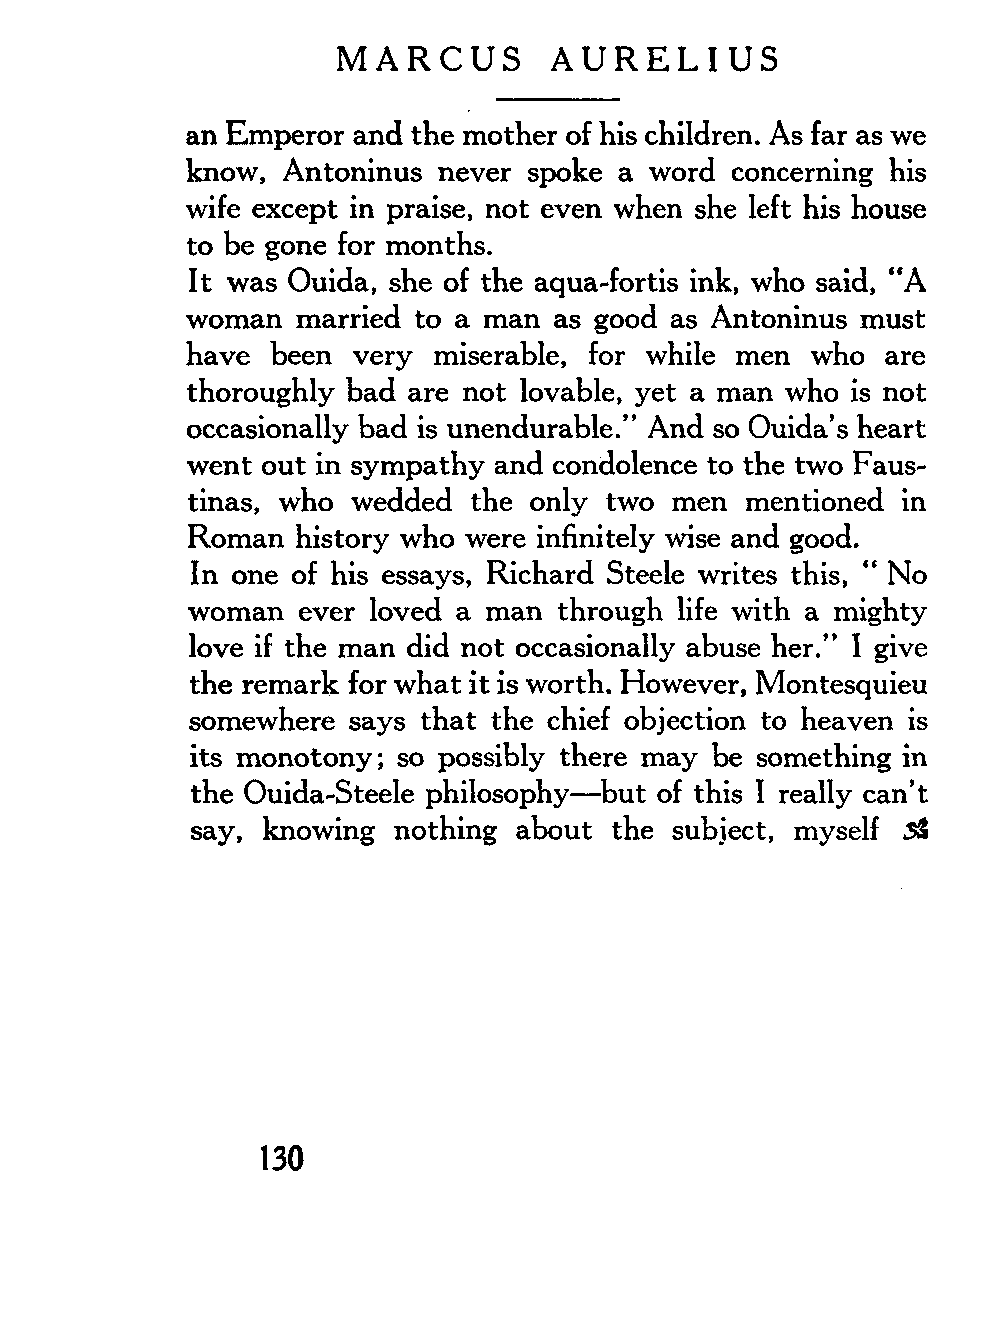 MARCUS AURELIUS
an Emperor and the mother of his children. As far as we
know, Antoninus never spoke a word concerning his
wife except in praise, not even when she left his house
to be gone for months.
It was Ouida, she of the aqua-fortis ink, who said, "A
woman married to a man as good as Antoninus must
have been very miserable, for while men who are
thoroughly bad are not lovable, yet a man who is not
occasionally bad is unendurable." And so Ouida's heart
went out in sympathy and condolence to the two Faus-
tinas, who wedded the only two men mentioned in
Roman history who were infinitely wise and good.
In one of his essays, Richard Steele writes this, " No
woman ever loved a man through life with a mighty
love if the man did not occasionally abuse her." I give
the remark for what it is worth. However, Montesquieu
somewhere says that the chief objection to heaven is
its monotony; so possibly there may be something in
the Ouida-Steele philosophy—but of this I really can't
say, knowing nothing about the subject, myself
130